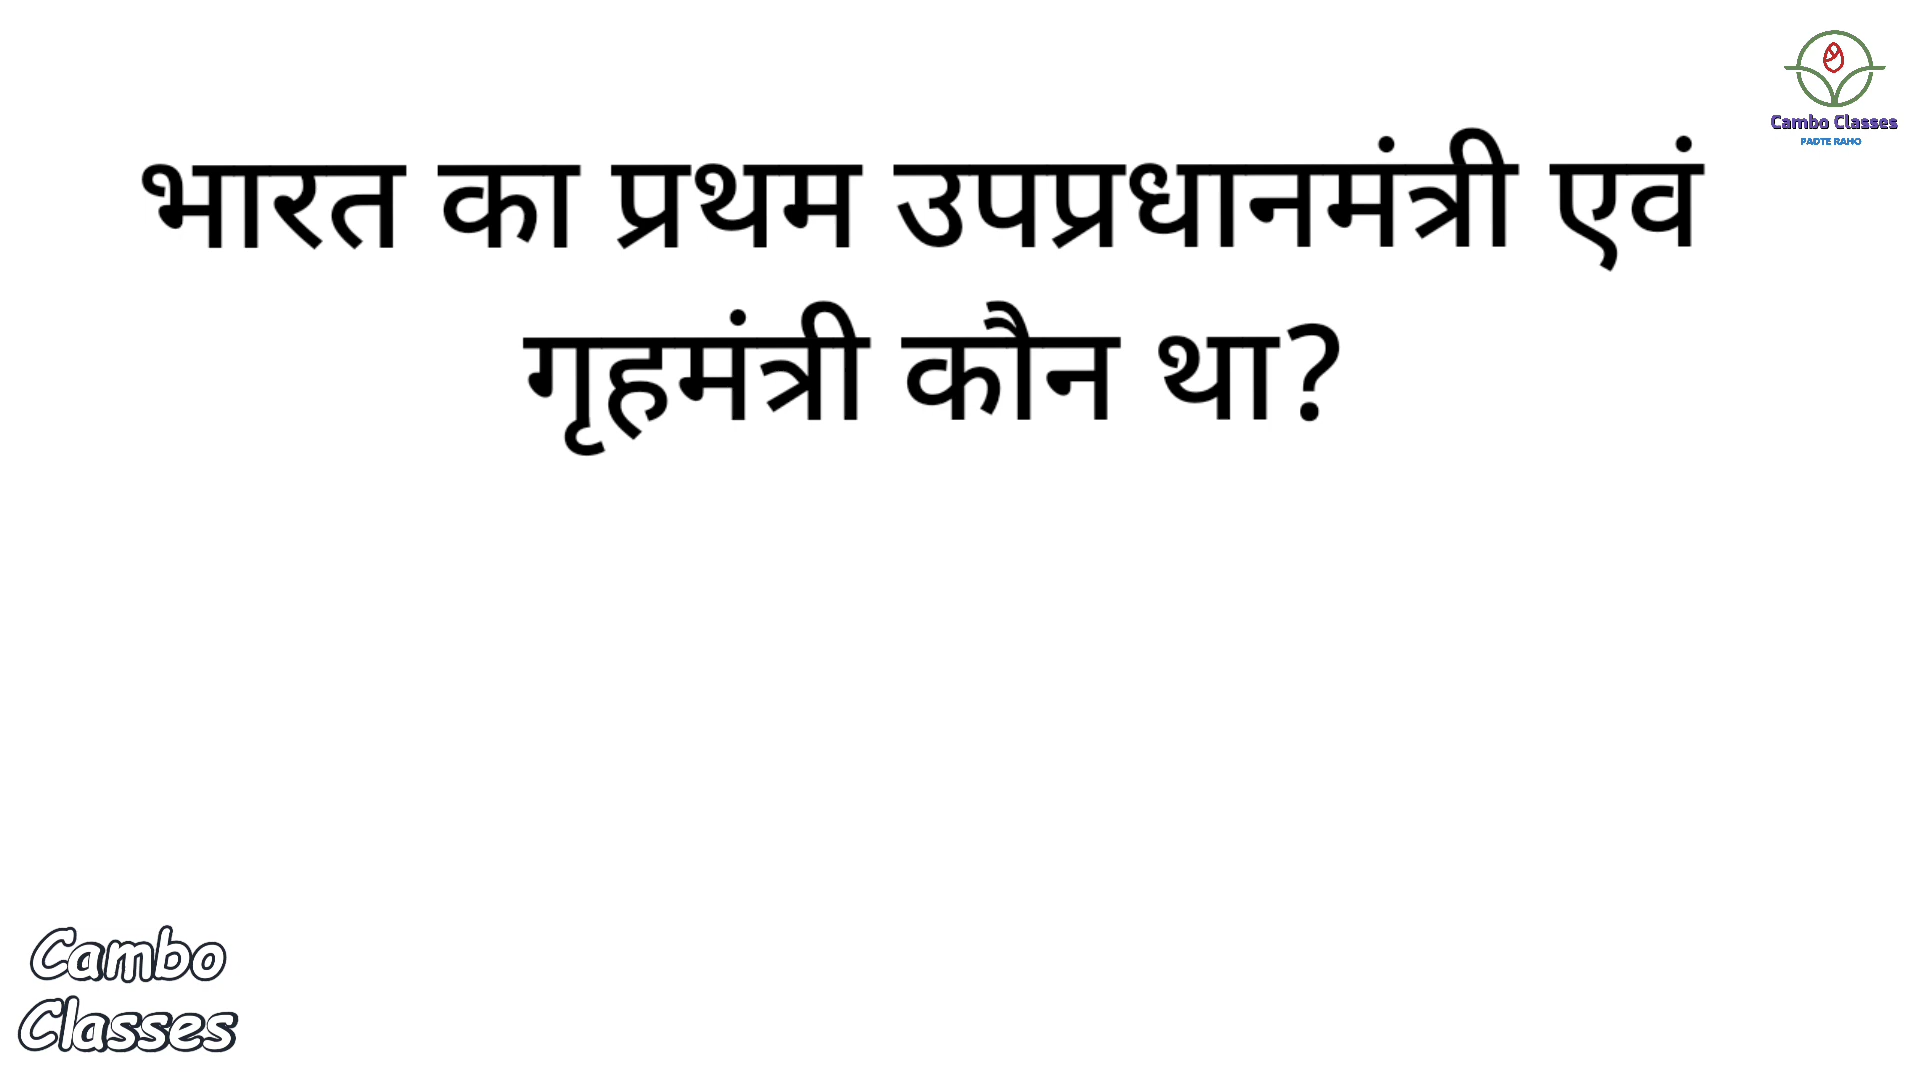 Cambo Classes
PADTE RAHO
भारत का प्रथम उपप्रधानमंत्री एवं
गृहमंत्री कौन था?
Cambo
Classes